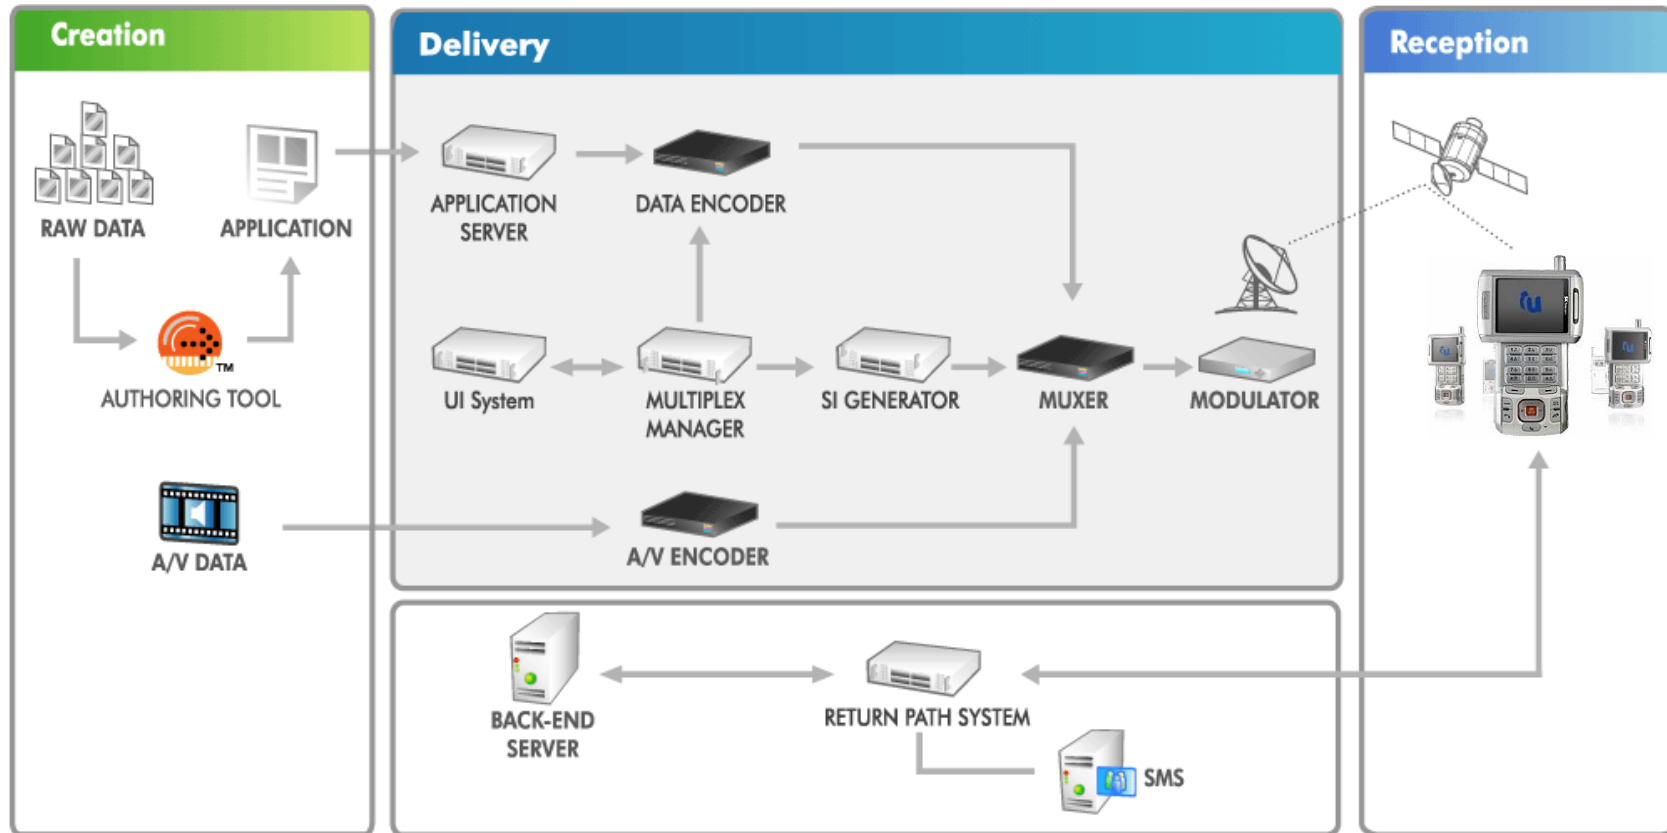 Creation
Delivery
Reception
RAW DATA
APPLICATION
APPLICATION
SERVER
DATA ENCODER
TM
AUTHORING TOOL
UI System
MULTIPLEX
MANAGER
SI GENERATOR
MUXER
MODULATOR
A/V DATA
A/V ENCODER
BACK-END
SERVER
RETURN PATH SYSTEM
SMS